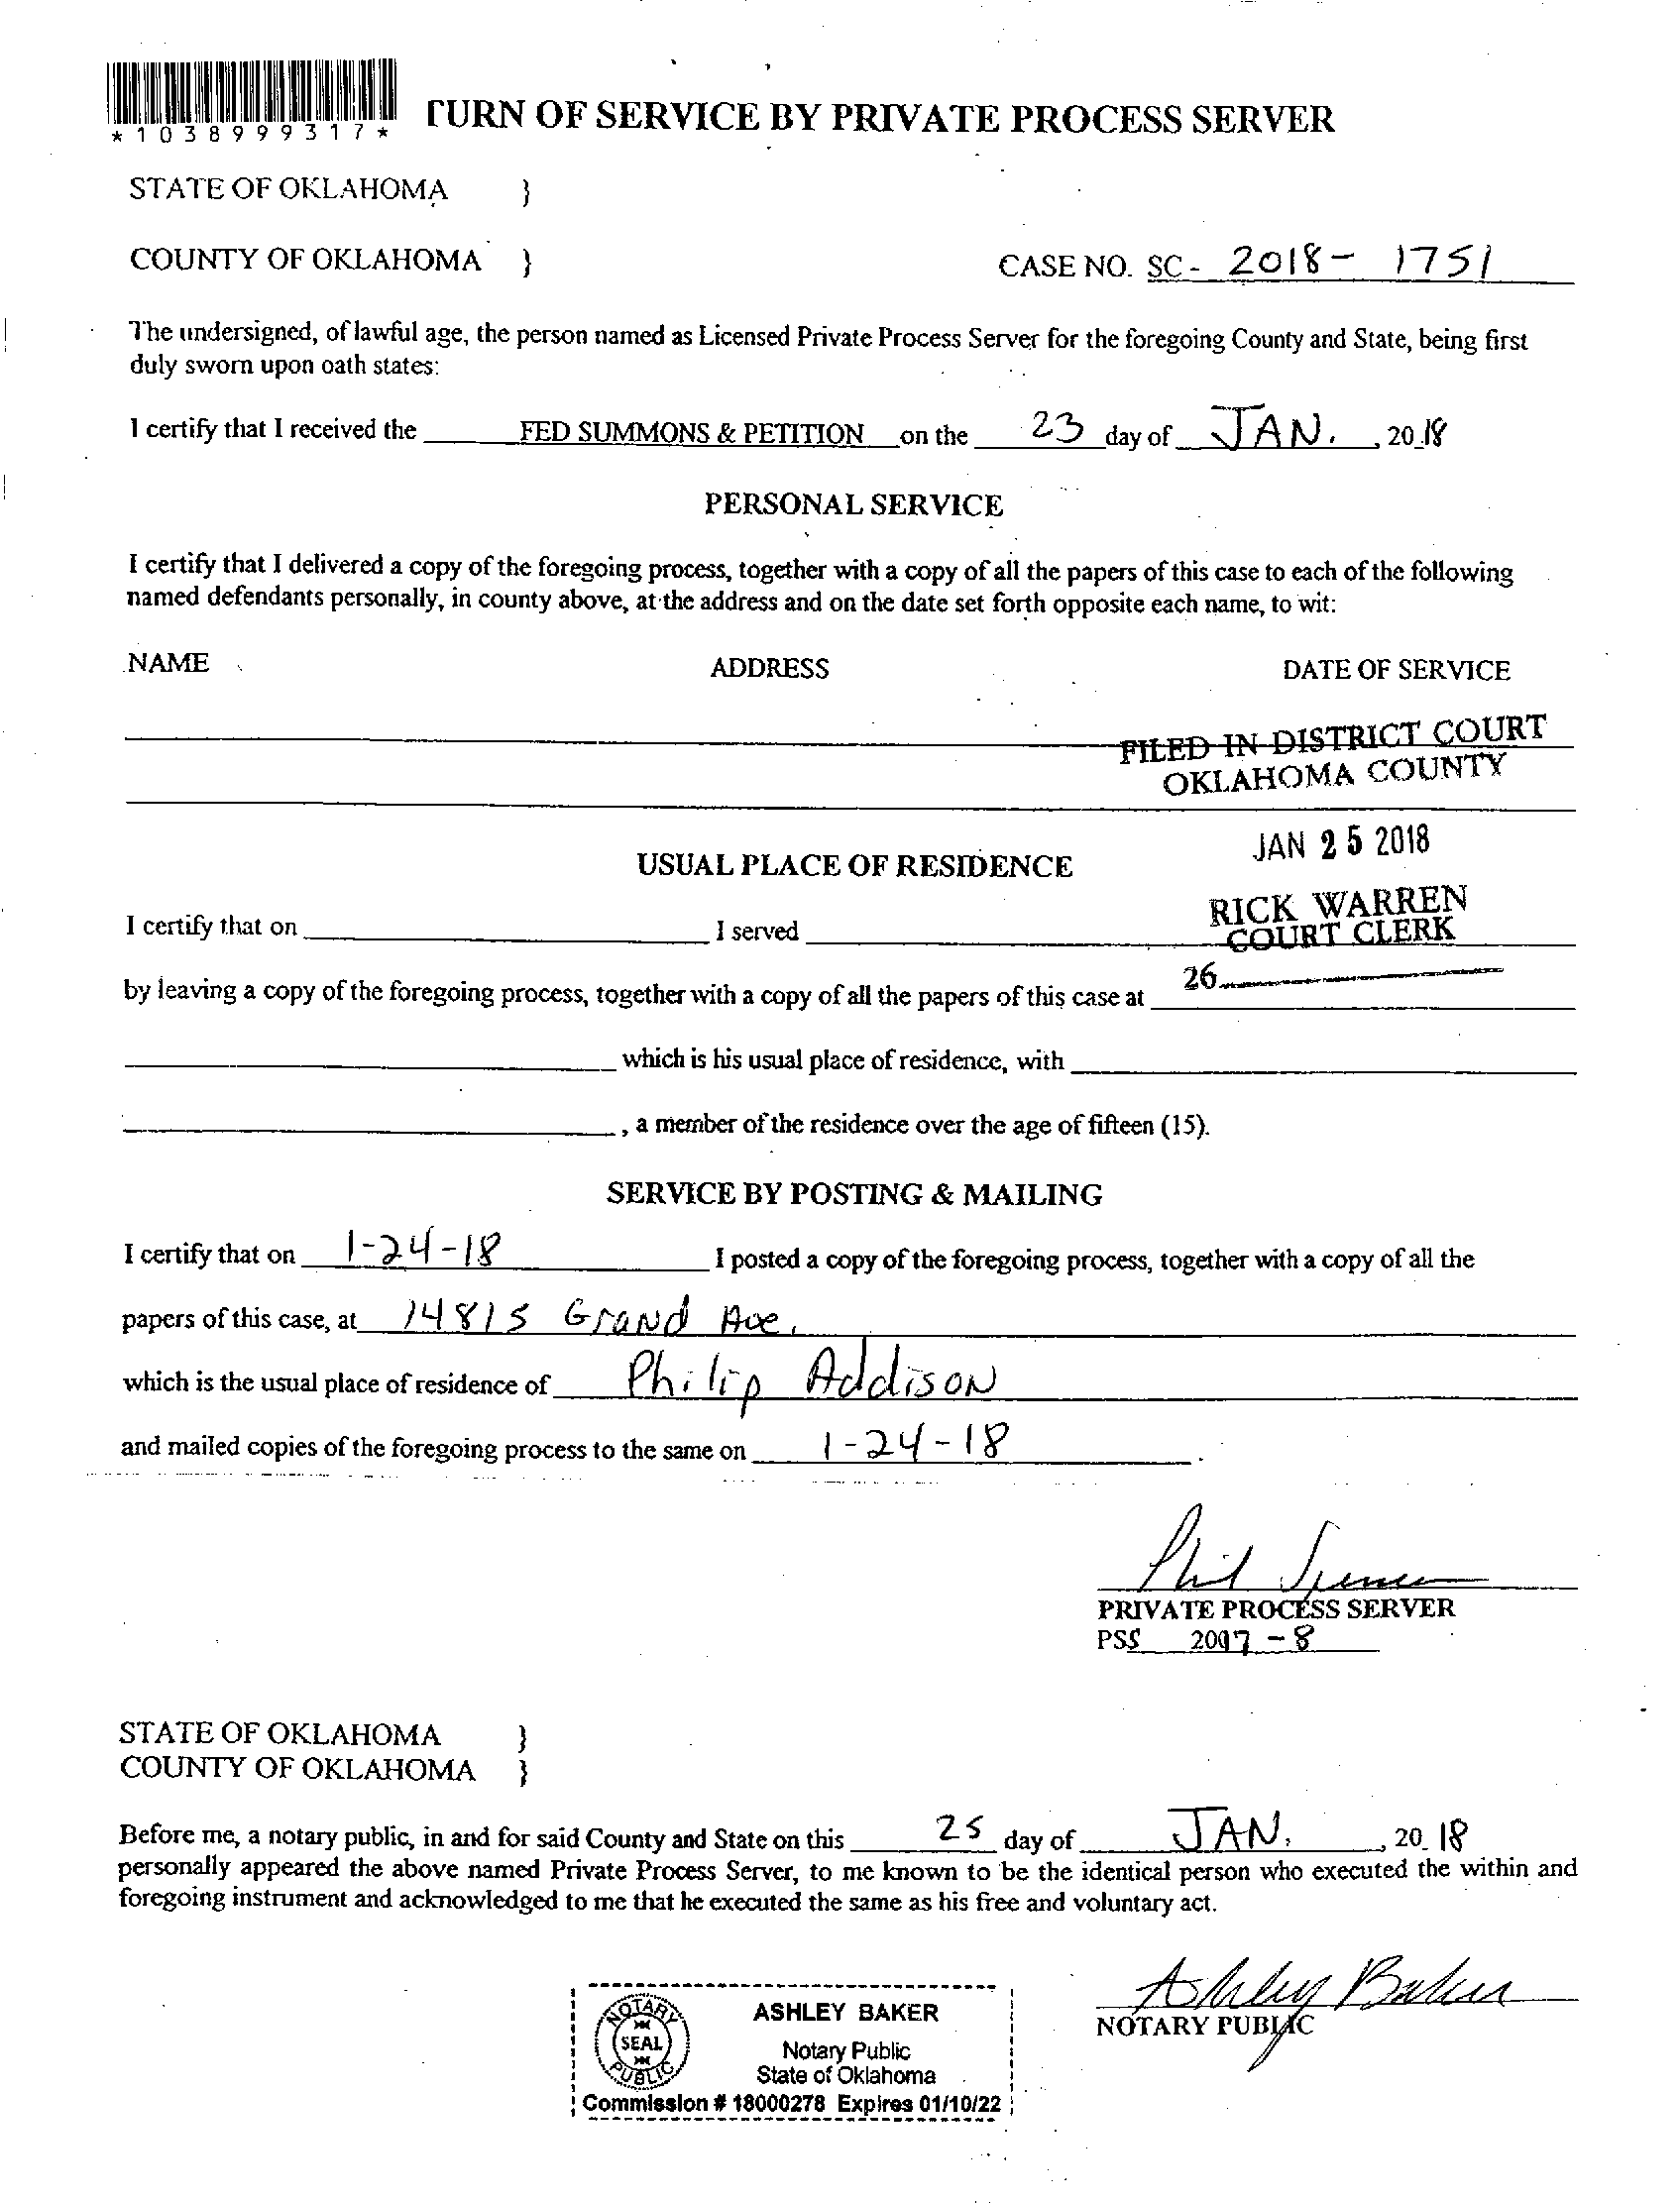 *1038999317*
TURN OF SERVICE BY PRIVATE PROCESS SERVER
STATE OF OKLAHOMA }
COUNTY OF OKLAHOMA } CASE NO. SC- 2018- 1751
The undersigned, of lawful age, the person named as Licensed Private Process Server for the foregoing County and State, being first
duly sworn upon oath states:
I certify that I received the FED SUMMONS & PETITION on the 23 day of JAN. , 2018
PERSONAL SERVICE
I certify that I delivered a copy of the foregoing process, together with a copy of all the papers of this case to each of the following
named defendants personally, in county above, at the address and on the date set forth opposite each name, to wit:
NAME ADDRESS DATE OF SERVICE
FILED IN DISTRICT COURT
OKLAHOMA COUNTY
JAN 25 2018
USUAL PLACE OF RESIDENCE
RICK WARREN
COURT CLERK
I certify that on I served
26
by leaving a copy of the foregoing process, together with a copy of all the papers of this case at
which is his usual place of residence, with
, a member of the residence over the age of fifteen (15).
SERVICE BY POSTING & MAILING
I certify that on 1-24-18 I posted a copy of the foregoing process, together with a copy of all the
papers of this case, at 14815 Grand Ave.
which is the usual place of residence of Philip Addison
and mailed copies of the foregoing process to the same on 1-24-18 .
Phil
PRIVATE PROCESS SERVER
PSS 2017-8
STATE OF OKLAHOMA }
COUNTY OF OKLAHOMA }
Before me, a notary public, in and for said County and State on this 25 day of JAN. , 2018
personally appeared the above named Private Process Server, to me known to be the identical person who executed the within and
foregoing instrument and acknowledged to me that he executed the same as his free and voluntary act.
Ashley Baker
NOTARY PUBLIC
NOTARY
SEAL
PUBLIC
ASHLEY BAKER
Notary Public
State of Oklahoma
Commission # 18000278 Expires 01/10/22